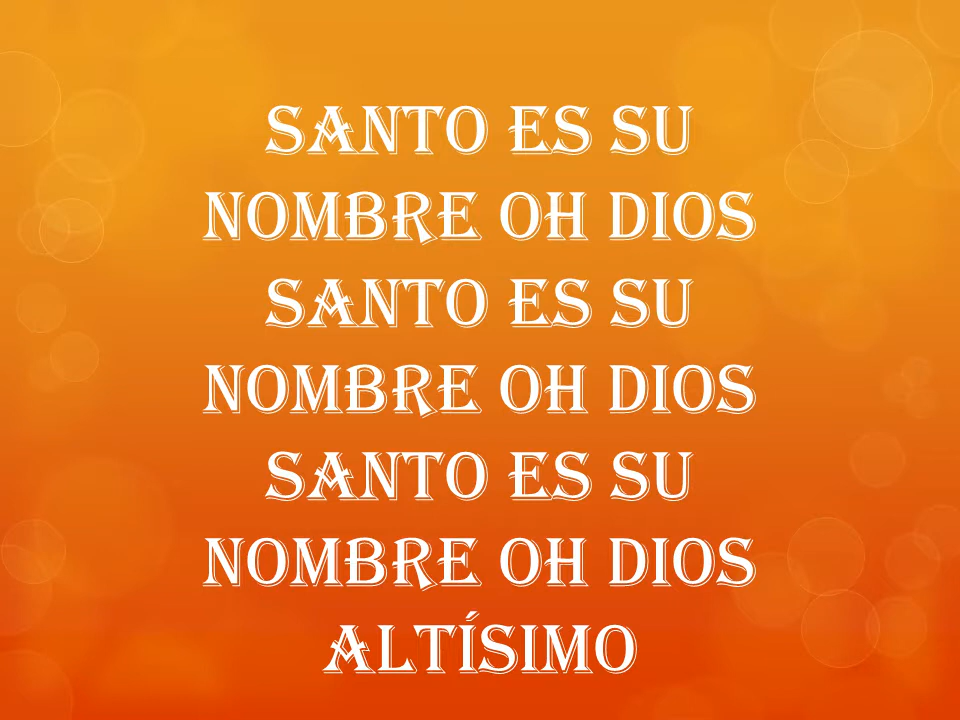 SANTO ES SU
NOMBRE OH DIOS
SANTO ES SU
NOMBRE OH DIOS
SANTO ES SU
NOMBRE OH DIOS
ALTÍSIMO